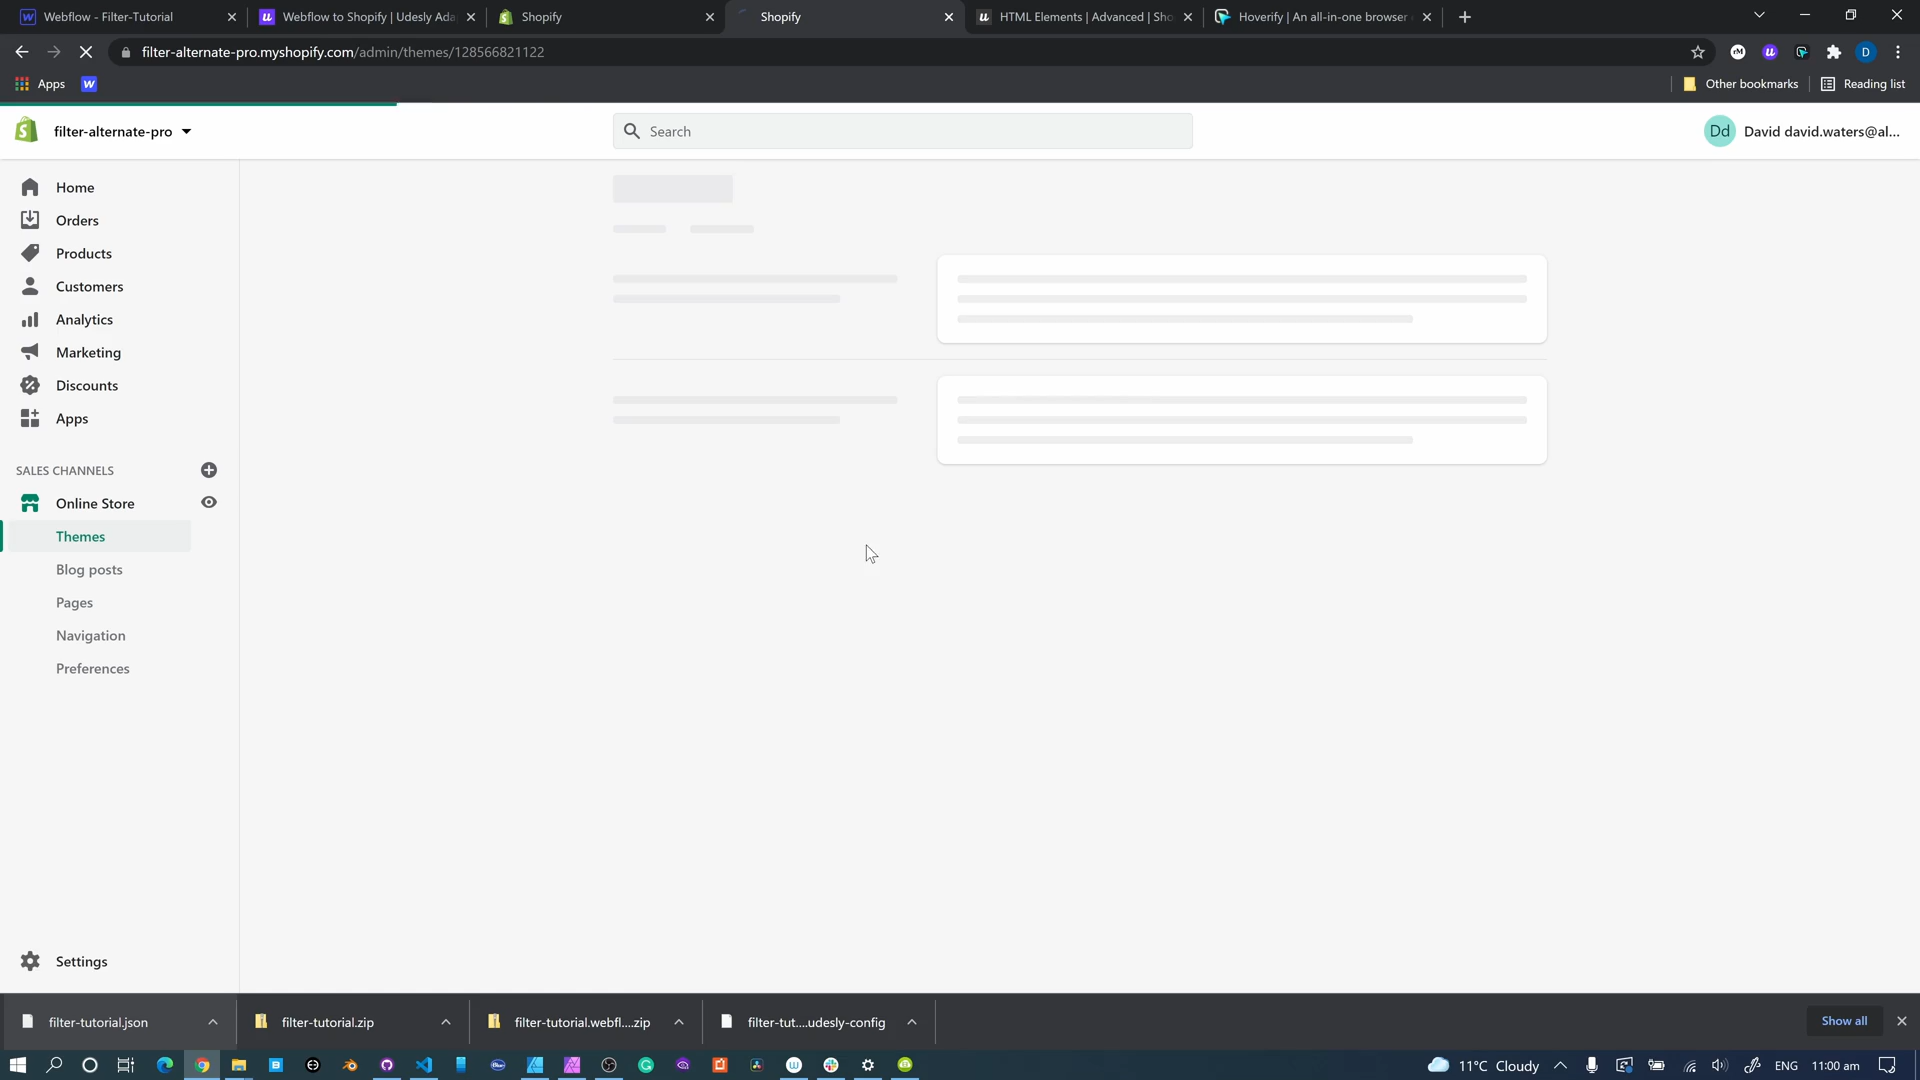 Webflow - Filter-Tutorial
Webflow to Shopify | Udesly Ada
Shopify
Shopify
HTML Elements | Advanced | Sho
Hoverify | An all-in-one browser
filter-alternate-pro.myshopify.com/admin/themes/128566821122
D
Apps
Other bookmarks
Reading list
filter-alternate-pro
Search
Dd
David david.waters@al...
Home
Orders
Products
Customers
Analytics
Marketing
Discounts
Apps
SALES CHANNELS
Online Store
Themes
Blog posts
Pages
Navigation
Preferences
Settings
filter-tutorial.json
filter-tutorial.zip
filter-tutorial.webfl....zip
filter-tut....udesly-config
Show all
11°C Cloudy
ENG
11:00 am